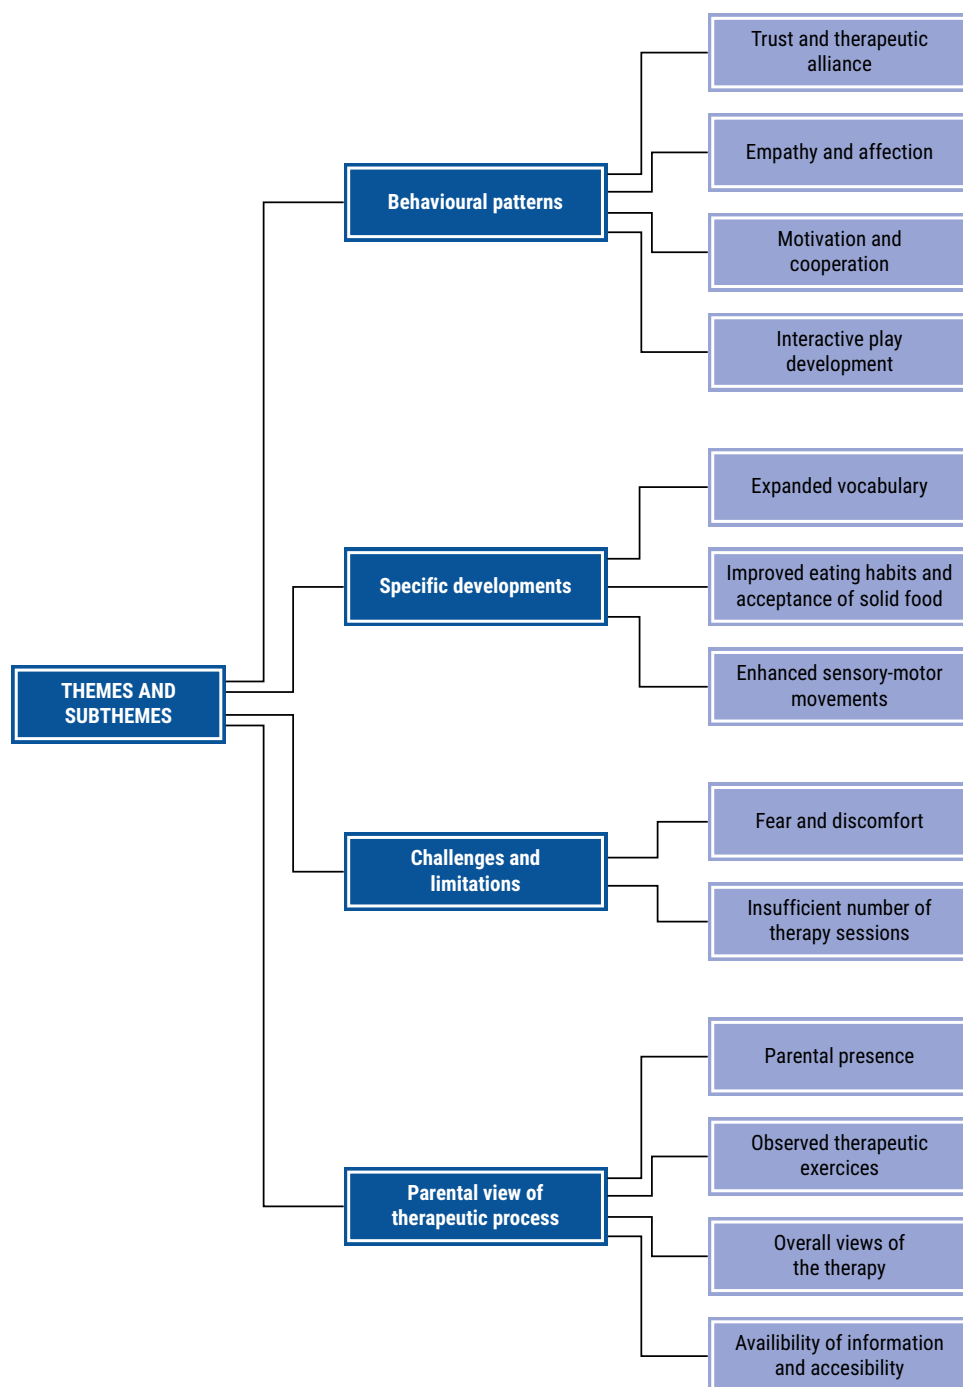 THEMES AND
SUBTHEMES
Behavioural patterns
Trust and therapeutic
alliance
Empathy and affection
Motivation and
cooperation
Interactive play
development
Specific developments
Expanded vocabulary
Improved eating habits and
acceptance of solid food
Enhanced sensory-motor
movements
Challenges and
limitations
Fear and discomfort
Insufficient number of
therapy sessions
Parental view of
therapeutic process
Parental presence
Observed therapeutic
exercices
Overall views of
the therapy
Availibility of information
and accesibility